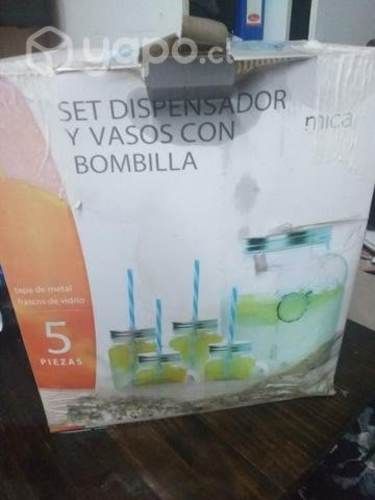 yapo.cl
SET DISPENSADOR
Y VASOS CON
BOMBILLA
mica
tapa de metal
frascos de vidrio
5
PIEZAS